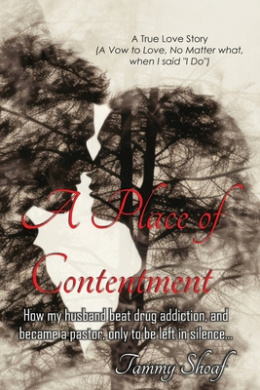 A True Love Story
(A Vow to Love, No Matter what,
when I said "I Do")
A Place of
Contentment
How my husband beat drug addiction, and
became a pastor, only to be left in silence...
Tammy Shoaf